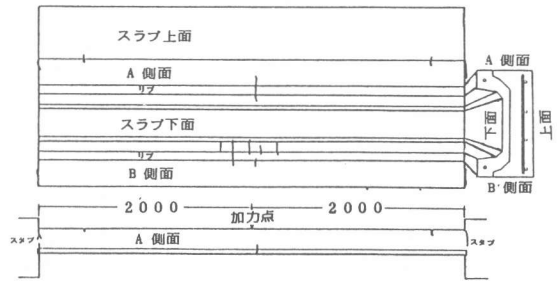 スラブ上面
A 側面
リブ
スラブ下面
リブ
B 側面
A 側面
下面
上面
B 側面
2000 2000
加力点
スタブ
A 側面
スタブ